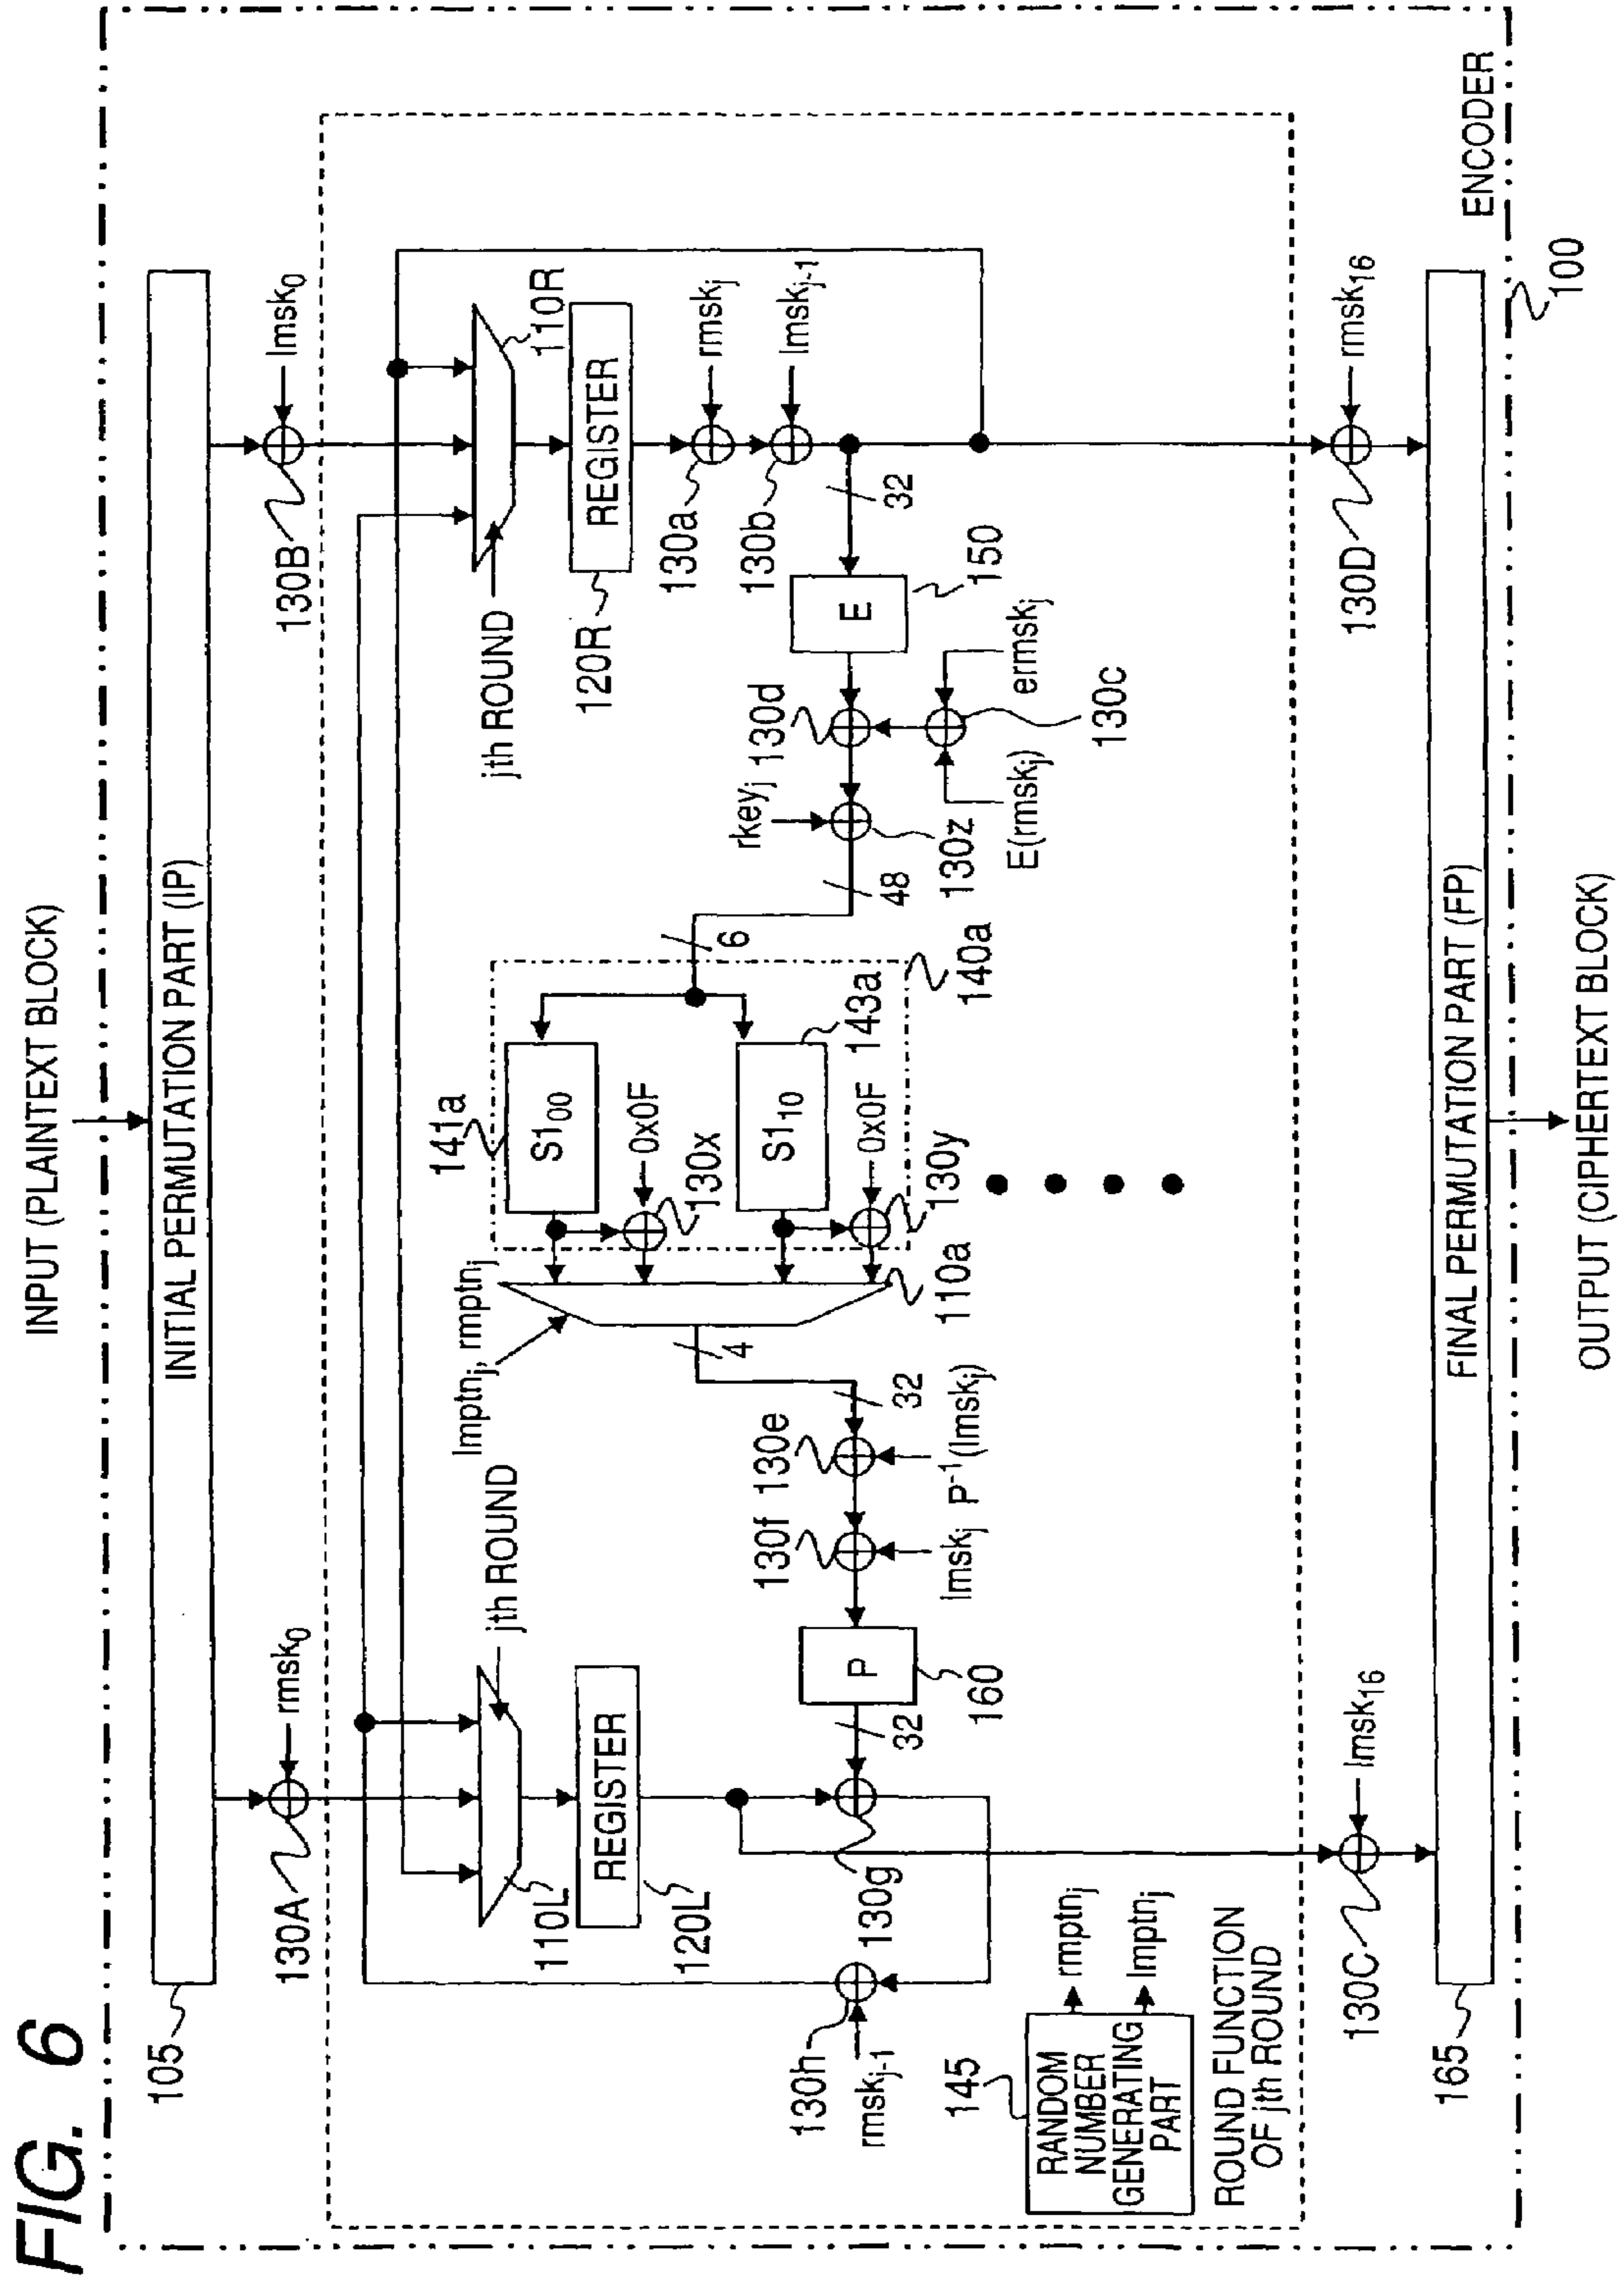 FIG. 6
INPUT (PLAINTEXT BLOCK)
105
INITIAL PERMUTATION PART (IP)
130A
rmsk0
130B
lmsk0
110L
jth ROUND
120L
REGISTER
jth ROUND
110R
120R
REGISTER
130a
rmskj
130b
lmskj-1
32
E
150
130d
130c
E(rmskj)
ermskj
rkeyj
130z
48
6
140a
141a
S100
0x0F
130x
S110
143a
0x0F
130y
lmptnj, rmptnj
110a
4
32
130e
P-1(lmskj)
130f
lmskj
P
160
32
130g
130h
rmskj-1
145
RANDOM
NUMBER
GENERATING
PART
rmptnj
lmptnj
ROUND FUNCTION
OF jth ROUND
130C
lmsk16
130D
rmsk16
165
FINAL PERMUTATION PART (FP)
ENCODER
100
OUTPUT (CIPHERTEXT BLOCK)